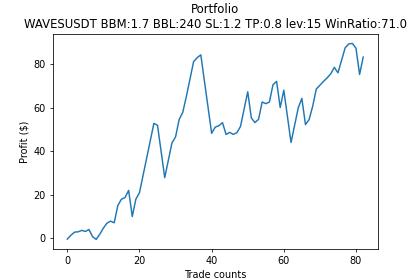 Portfolio
WAVESUSDT BBM:1.7 BBL:240 SL:1.2 TP:0.8 lev:15 WinRatio:71.0
80
60
40
20
0
Profit ($)
0 20 40 60 80
Trade counts